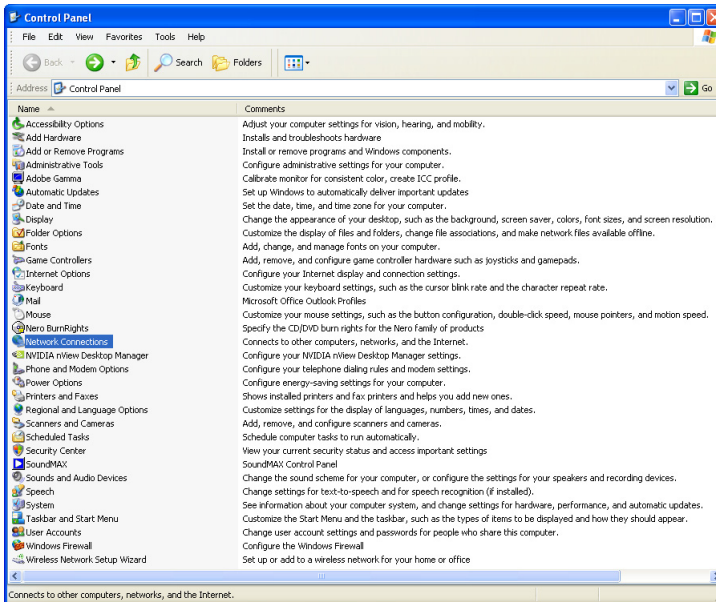 Control Panel
File Edit View Favorites Tools Help
Back Search Folders
Address Control Panel Go
Name Comments
Accessibility Options Adjust your computer settings for vision, hearing, and mobility.
Add Hardware Installs and troubleshoots hardware
Add or Remove Programs Install or remove programs and Windows components.
Administrative Tools Configure administrative settings for your computer.
Adobe Gamma Calibrate monitor for consistent color, create ICC profile.
Automatic Updates Set up Windows to automatically deliver important updates
Date and Time Set the date, time, and time zone for your computer.
Display Change the appearance of your desktop, such as the background, screen saver, colors, font sizes, and screen resolution.
Folder Options Customize the display of files and folders, change file associations, and make network files available offline.
Fonts Add, change, and manage fonts on your computer.
Game Controllers Add, remove, and configure game controller hardware such as joysticks and gamepads.
Internet Options Configure your Internet display and connection settings.
Keyboard Customize your keyboard settings, such as the cursor blink rate and the character repeat rate.
Mail Microsoft Office Outlook Profiles
Mouse Customize your mouse settings, such as the button configuration, double-click speed, mouse pointers, and motion speed.
Nero BurnRights Specify the CD/DVD burn rights for the Nero family of products
Network Connections Connects to other computers, networks, and the Internet.
NVIDIA nView Desktop Manager Configure your NVIDIA nView Desktop Manager settings.
Phone and Modem Options Configure your telephone dialing rules and modem settings.
Power Options Configure energy-saving settings for your computer.
Printers and Faxes Shows installed printers and fax printers and helps you add new ones.
Regional and Language Options Customize settings for the display of languages, numbers, times, and dates.
Scanners and Cameras Add, remove, and configure scanners and cameras.
Scheduled Tasks Schedule computer tasks to run automatically.
Security Center View your current security status and access important settings
SoundMAX SoundMAX Control Panel
Sounds and Audio Devices Change the sound scheme for your computer, or configure the settings for your speakers and recording devices.
Speech Change settings for text-to-speech and for speech recognition (if installed).
System See information about your computer system, and change settings for hardware, performance, and automatic updates.
Taskbar and Start Menu Customize the Start Menu and the taskbar, such as the types of items to be displayed and how they should appear.
User Accounts Change user account settings and passwords for people who share this computer.
Windows Firewall Configure the Windows Firewall
Wireless Network Setup Wizard Set up or add to a wireless network for your home or office
Connects to other computers, networks, and the Internet.